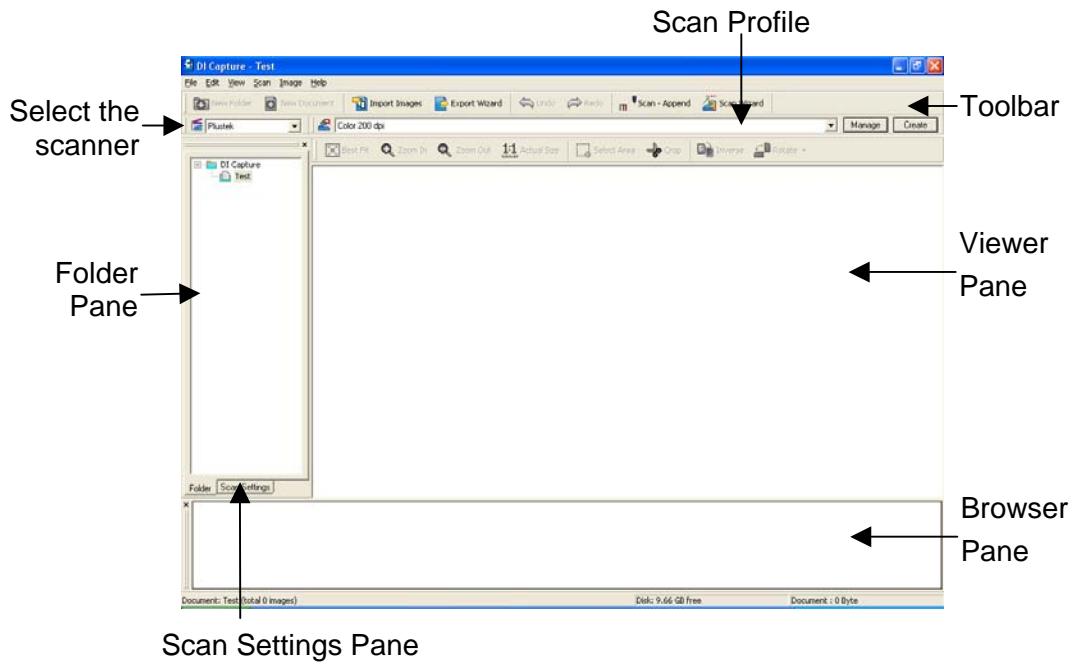 Scan Profile
DI Capture - Test
File Edit View Scan Image Help
New Folder New Document Import Images Export Wizard Undo Redo Scan - Append Scan Wizard
Toolbar
Select the
scanner
Plustek Color 200 dpi Manage Create
Best Fit Zoom In Zoom Out 1:1 Actual Size Select Area Crop Inverse Rotate
DI Capture
Test
Viewer
Pane
Folder
Pane
Folder Scan Settings
Browser
Pane
Document: Test (total 0 images) Disk: 9.66 GB free Document : 0 Byte
Scan Settings Pane